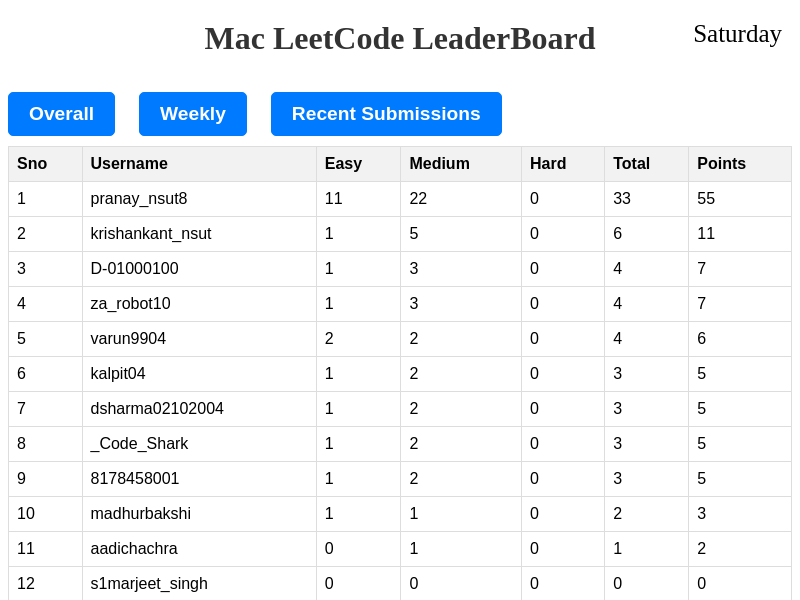 Mac LeetCode LeaderBoard
Saturday
Overall Weekly Recent Submissions
Sno Username Easy Medium Hard Total Points
1 pranay_nsut8 11 22 0 33 55
2 krishankant_nsut 1 5 0 6 11
3 D-01000100 1 3 0 4 7
4 za_robot10 1 3 0 4 7
5 varun9904 2 2 0 4 6
6 kalpit04 1 2 0 3 5
7 dsharma02102004 1 2 0 3 5
8 _Code_Shark 1 2 0 3 5
9 8178458001 1 2 0 3 5
10 madhurbakshi 1 1 0 2 3
11 aadichachra 0 1 0 1 2
12 s1marjeet_singh 0 0 0 0 0